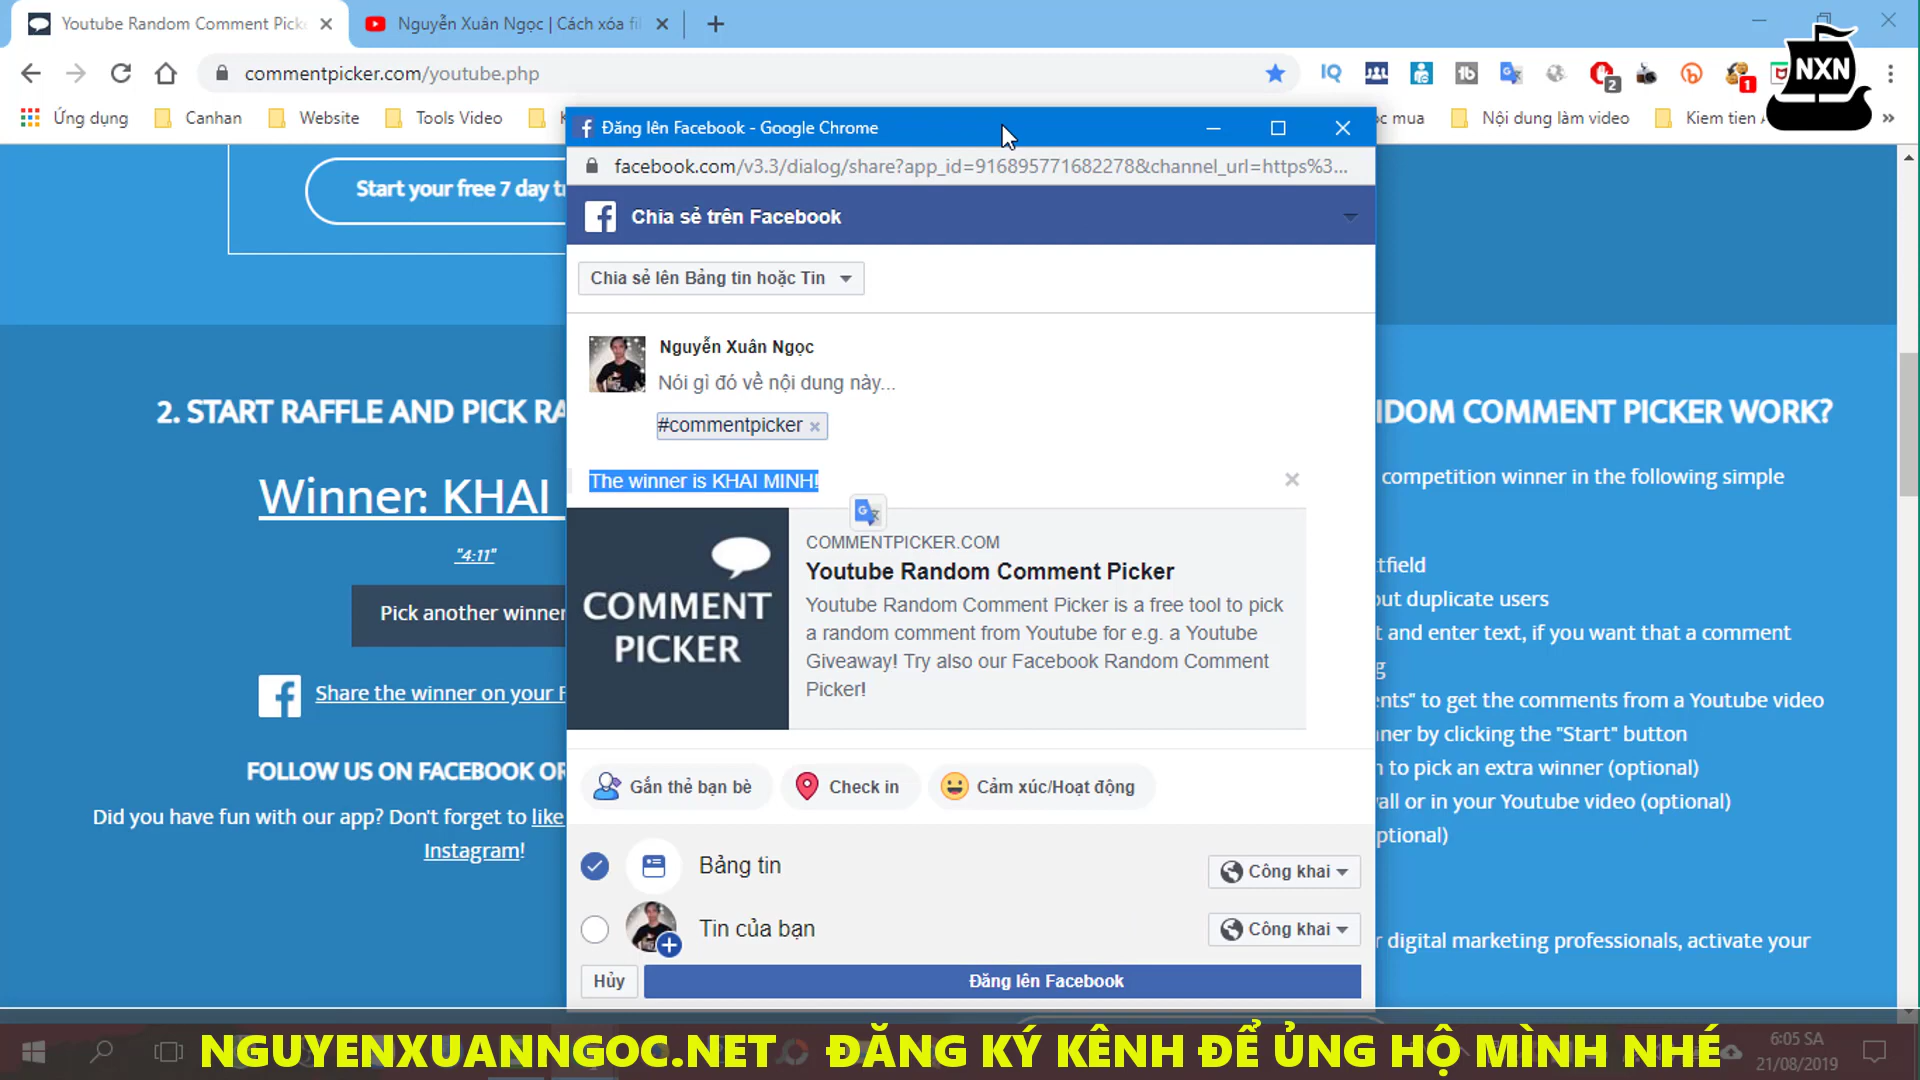 Youtube Random Comment Picke
Nguyễn Xuân Ngọc | Cách xóa fi
commentpicker.com/youtube.php
IQ
2
1
NXN
Ứng dụng
Canhan
Website
Tools Video
Nội dung làm video
Kiem tien
Đăng lên Facebook - Google Chrome
facebook.com/v3.3/dialog/share?app_id=916895771682278&channel_url=https%3...
Start your free 7 day
Chia sẻ trên Facebook
Chia sẻ lên Bảng tin hoặc Tin
Nguyễn Xuân Ngọc
Nói gì đó về nội dung này...
#commentpicker
The winner is KHAI MINH!
COMMENT
PICKER
COMMENTPICKER.COM
Youtube Random Comment Picker
Youtube Random Comment Picker is a free tool to pick
a random comment from Youtube for e.g. a Youtube
Giveaway! Try also our Facebook Random Comment
Picker!
Gắn thẻ bạn bè
Check in
Cảm xúc/Hoạt động
Bảng tin
Công khai
Tin của bạn
Công khai
Hủy
Đăng lên Facebook
2. START RAFFLE AND PICK RA
Winner: KHAI
"4:11"
Pick another winner
Share the winner on your F
FOLLOW US ON FACEBOOK OR
Did you have fun with our app? Don't forget to like
Instagram!
DOM COMMENT PICKER WORK?
competition winner in the following simple
tfield
out duplicate users
t and enter text, if you want that a comment
g
ents" to get the comments from a Youtube video
nner by clicking the "Start" button
n to pick an extra winner (optional)
vall or in your Youtube video (optional)
ptional)
r digital marketing professionals, activate your
NGUYENXUANNGOC.NET ĐĂNG KÝ KÊNH ĐỂ ỦNG HỘ MÌNH NHÉ
6:05 SA
21/08/2019